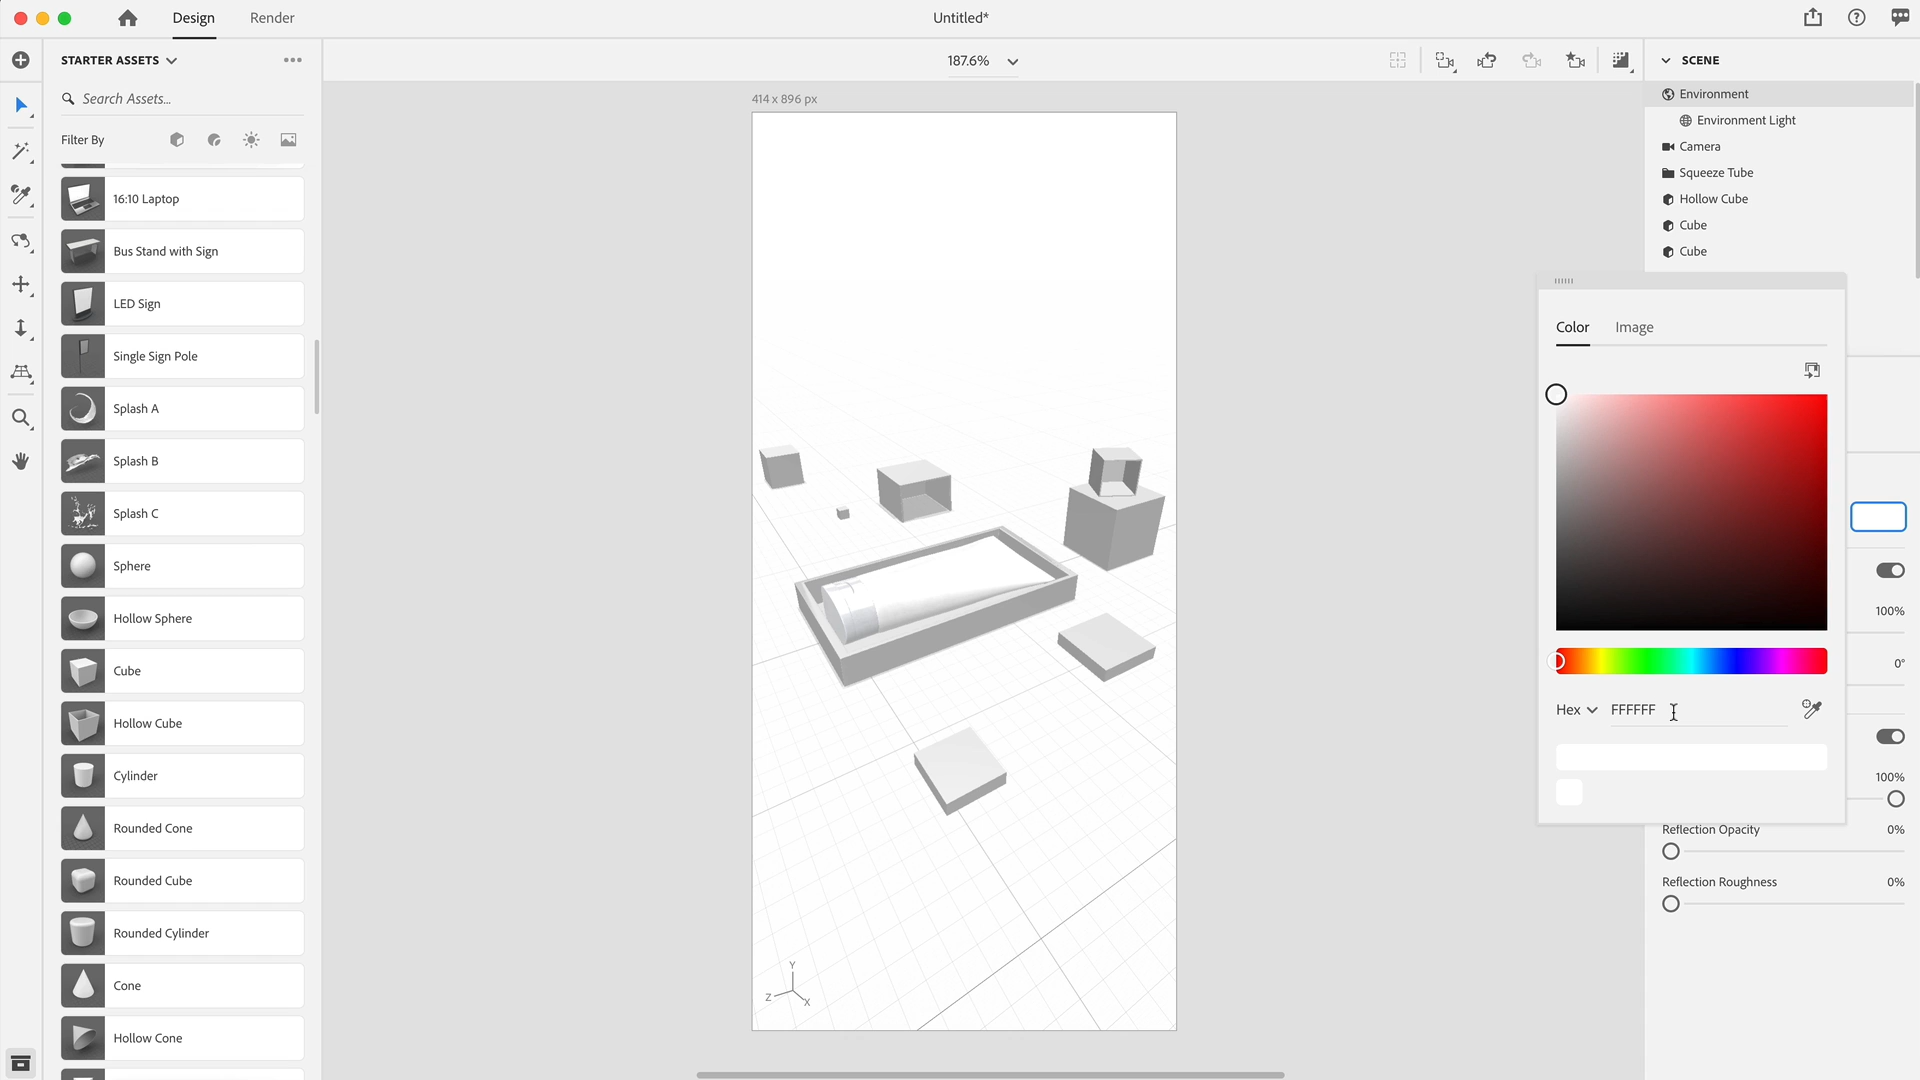 Design
Render
Untitled*
STARTER ASSETS
187.6%
SCENE
Search Assets...
414 x 896 px
Filter By
16:10 Laptop
Bus Stand with Sign
LED Sign
Single Sign Pole
Splash A
Splash B
Splash C
Sphere
Hollow Sphere
Cube
Hollow Cube
Cylinder
Rounded Cone
Rounded Cube
Rounded Cylinder
Cone
Hollow Cone
Y
Z
X
Environment
Environment Light
Camera
Squeeze Tube
Hollow Cube
Cube
Cube
Color
Image
Hex
FFFFFF
100%
0°
100%
Reflection Opacity
0%
Reflection Roughness
0%